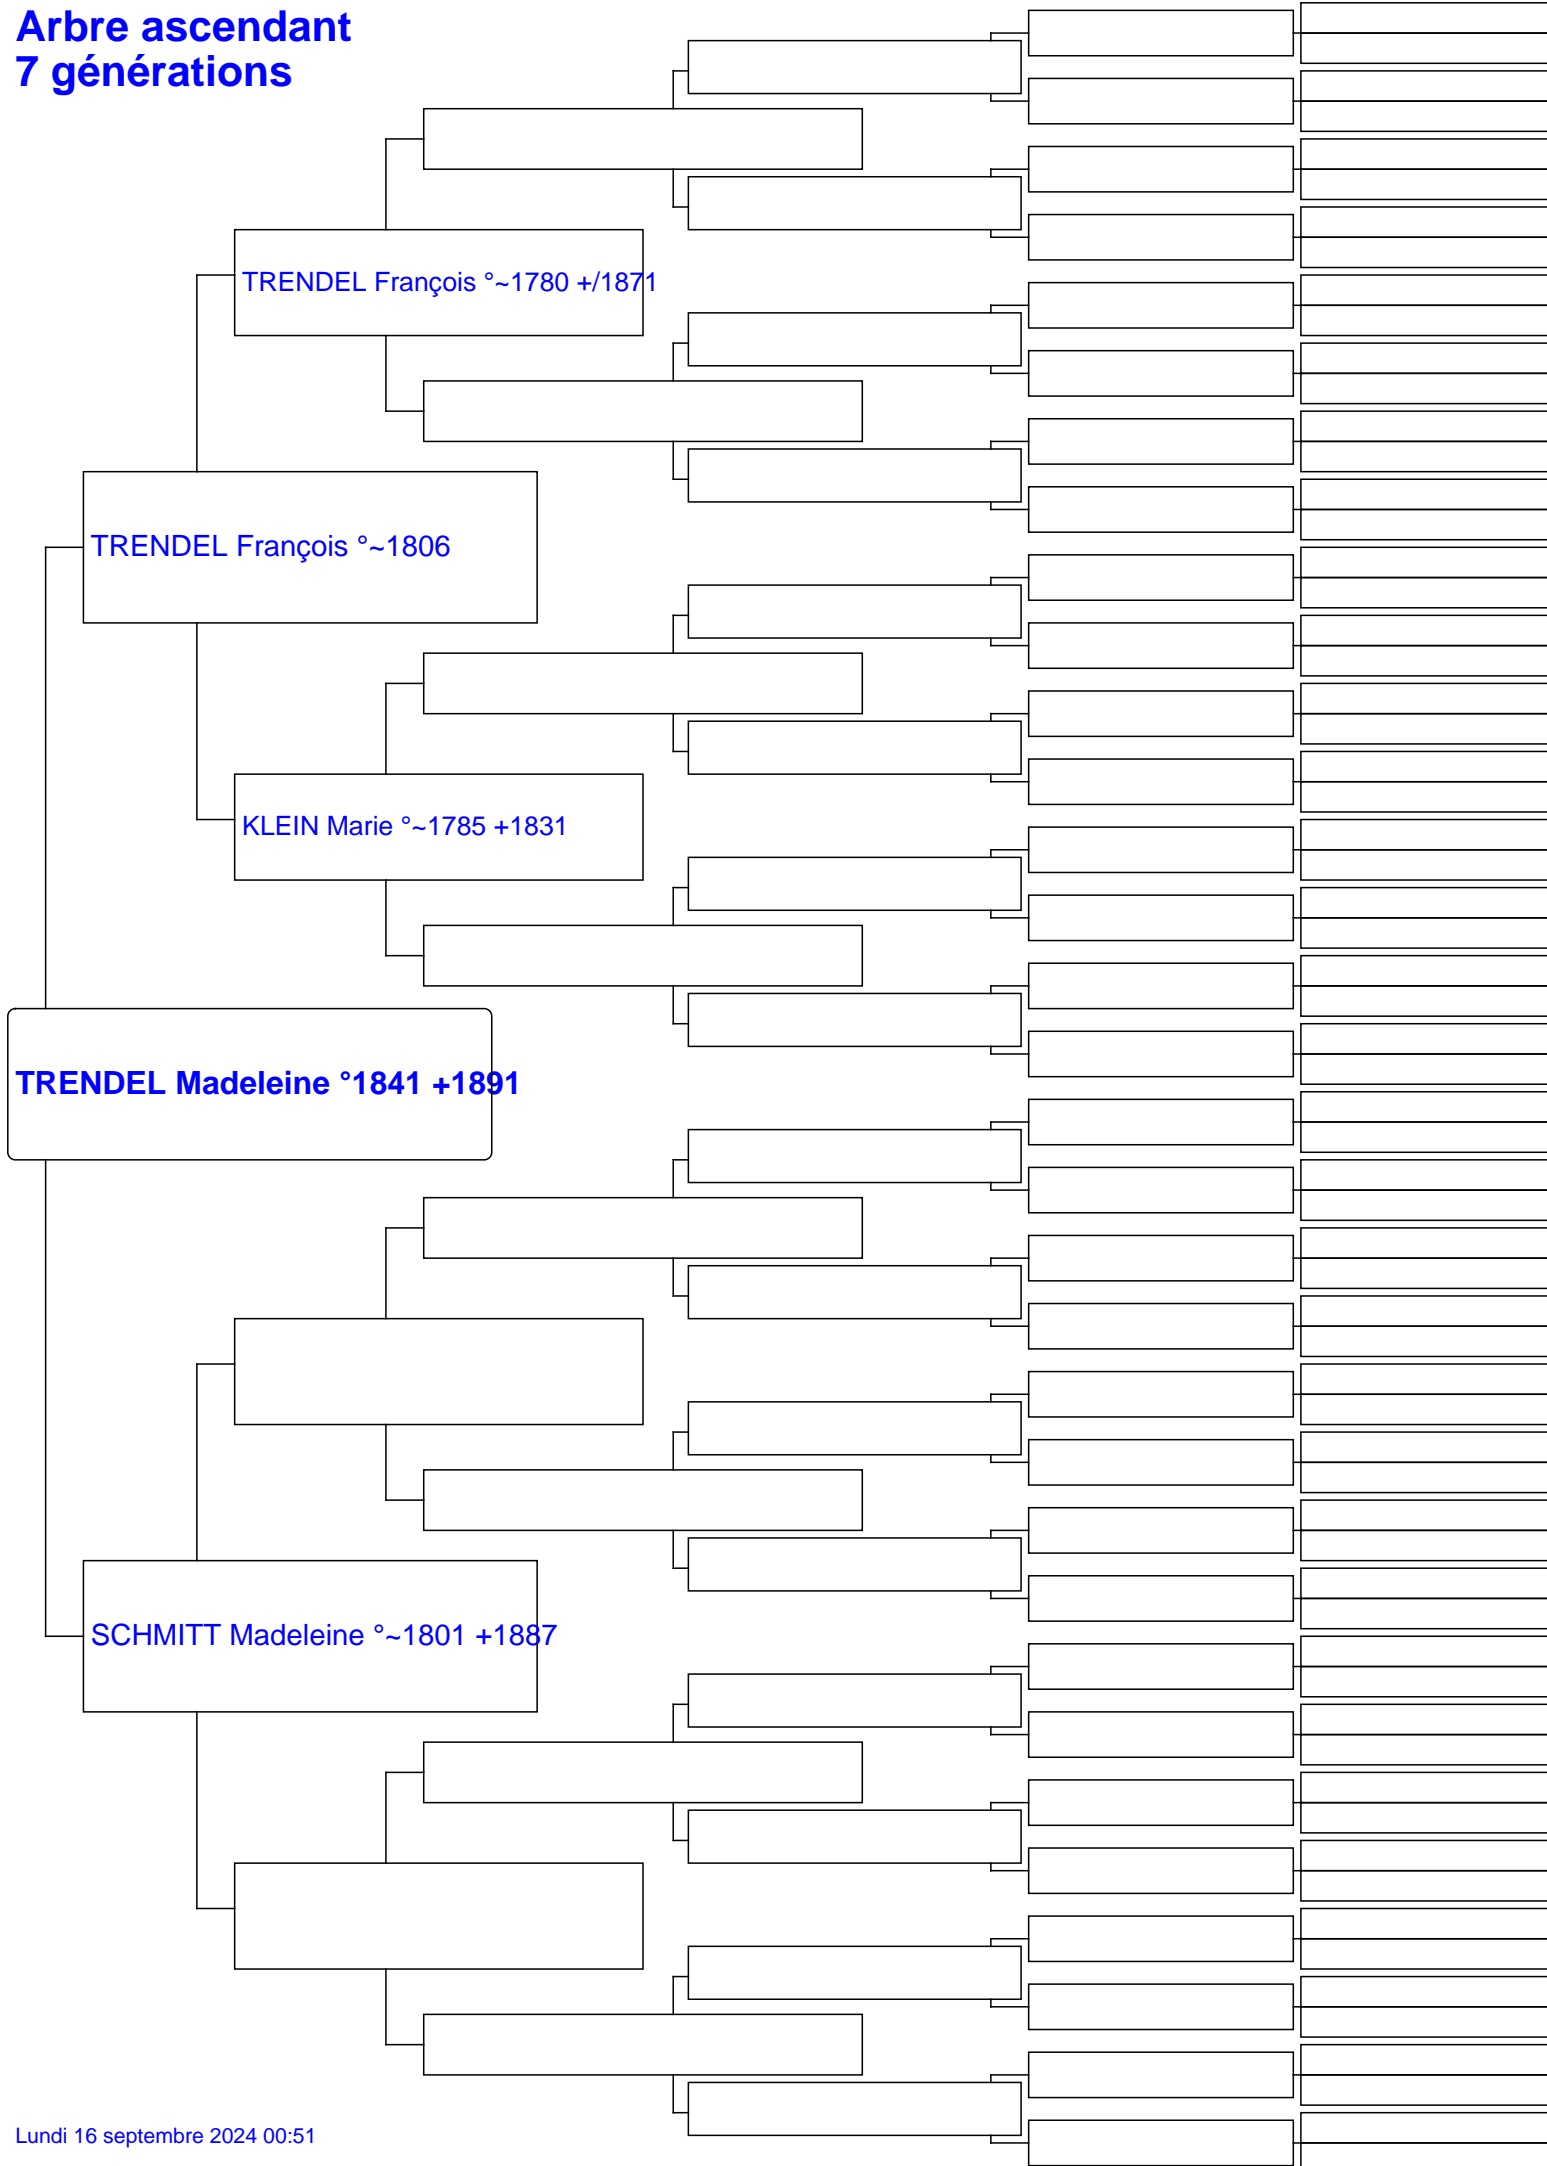 Arbre ascendant
7 générations
TRENDEL François °~1780 +/1871
TRENDEL François °~1806
KLEIN Marie °~1785 +1831
TRENDEL Madeleine °1841 +1891
SCHMITT Madeleine °~1801 +1887
Lundi 16 septembre 2024 00:51